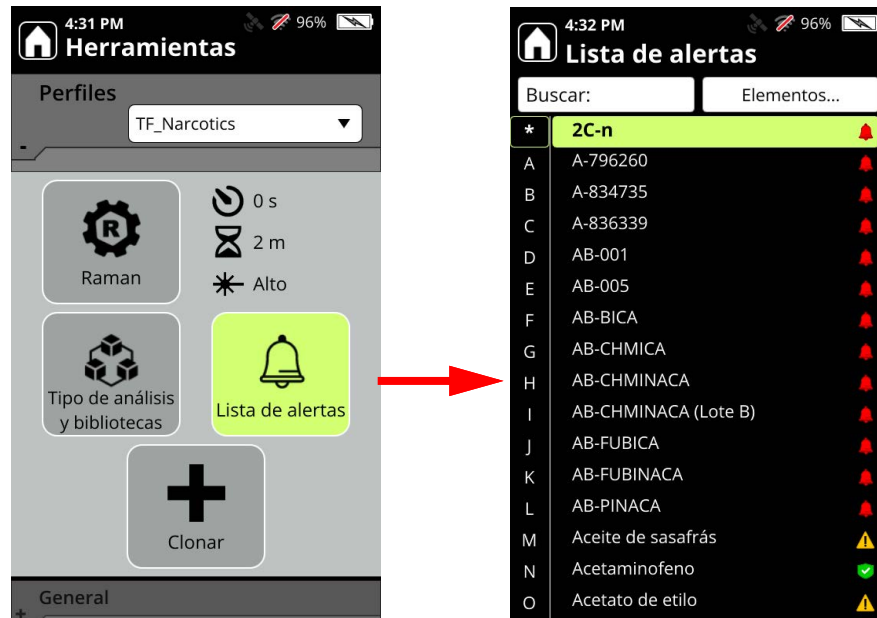 4:31 PM
96%
Herramientas
Perfiles
TF_Narcotics
-
R
Raman
0 s
2 m
Alto
Tipo de análisis
y bibliotecas
Lista de alertas
Clonar
General
+
4:32 PM
96%
Lista de alertas
Buscar:
Elementos...
* 2C-n
A A-796260
B A-834735
C A-836339
D AB-001
E AB-005
F AB-BICA
G AB-CHMICA
H AB-CHMINACA
I AB-CHMINACA (Lote B)
J AB-FUBICA
K AB-FUBINACA
L AB-PINACA
M Aceite de sasafrás
N Acetaminofeno
O Acetato de etilo